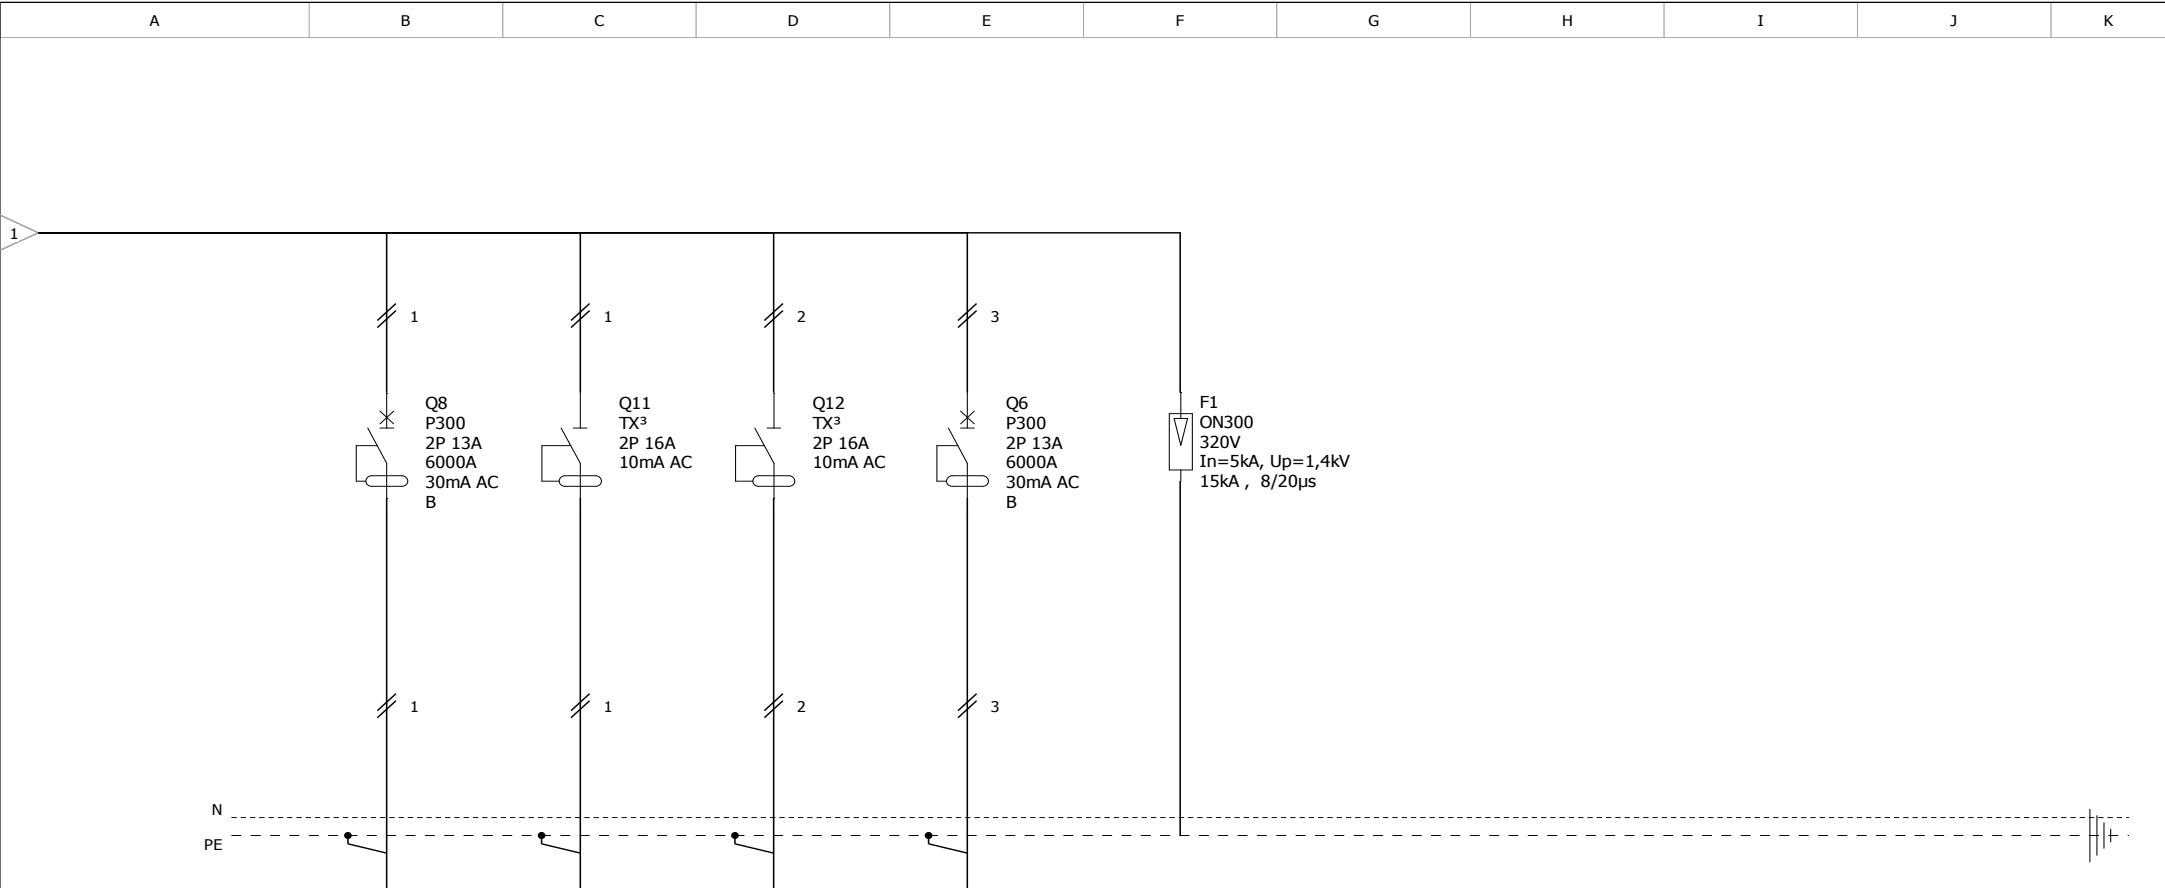 A B C D E F G H I J K
1
1 1 2 3
Q8
P300
2P 13A
6000A
30mA AC
B
Q11
TX³
2P 16A
10mA AC
Q12
TX³
2P 16A
10mA AC
Q6
P300
2P 13A
6000A
30mA AC
B
F1
ON300
320V
In=5kA, Up=1,4kV
15kA , 8/20µs
1 1 2 3
N
PE